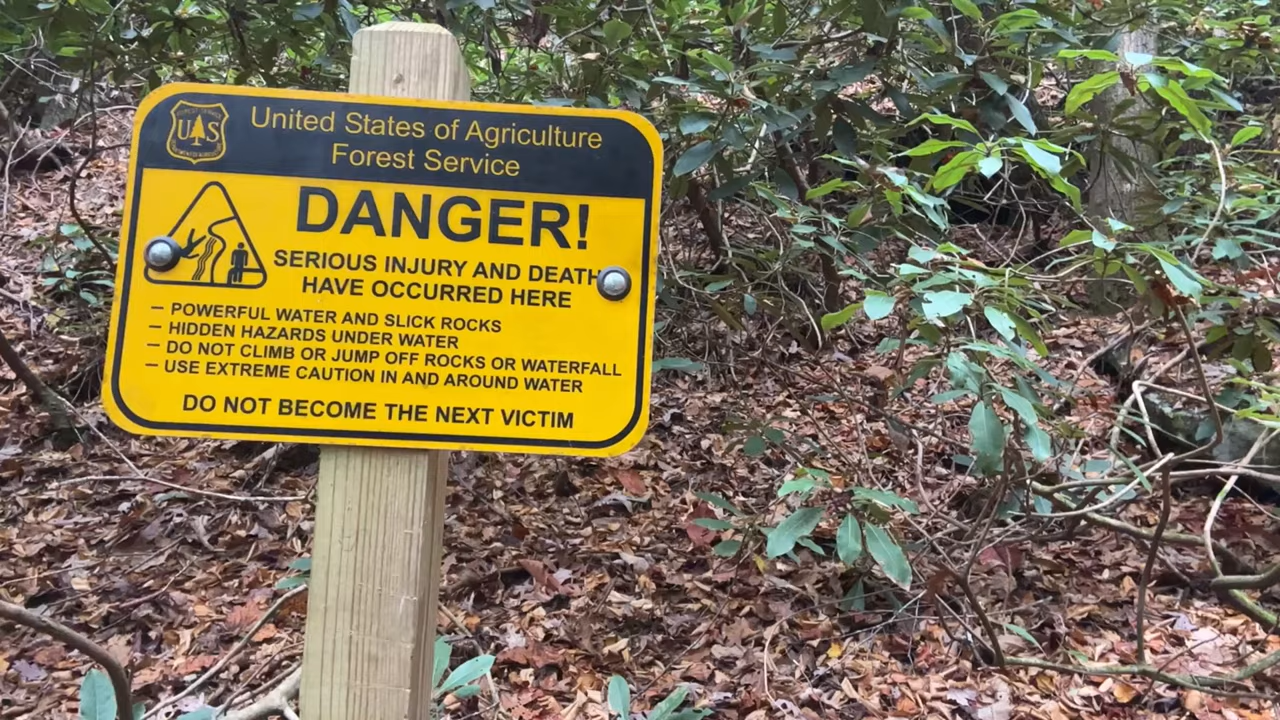 UAS
United States of Agriculture
Forest Service
DANGER!
SERIOUS INJURY AND DEATH
HAVE OCCURRED HERE
— POWERFUL WATER AND SLICK ROCKS
— HIDDEN HAZARDS UNDER WATER
— DO NOT CLIMB OR JUMP OFF ROCKS OR WATERFALL
— USE EXTREME CAUTION IN AND AROUND WATER
DO NOT BECOME THE NEXT VICTIM